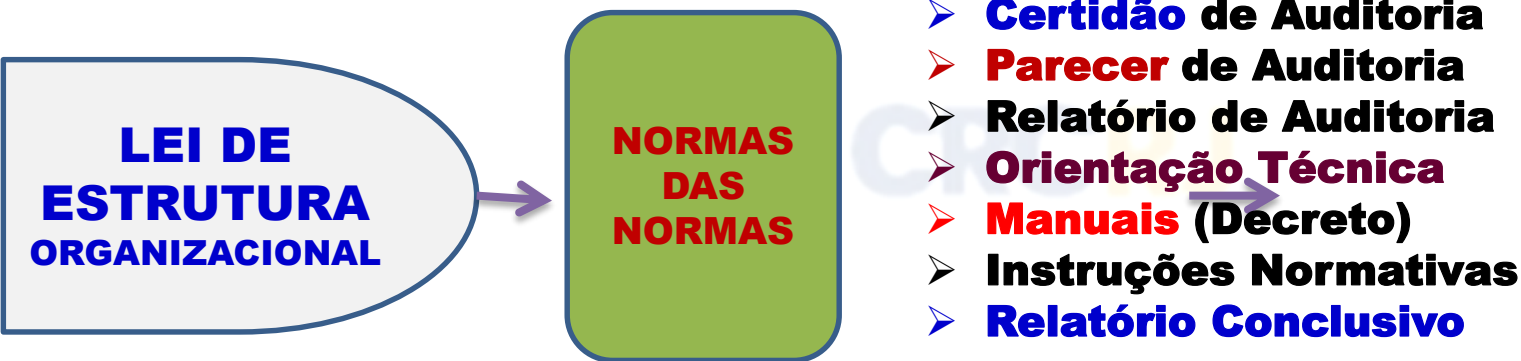 LEI DE
ESTRUTURA
ORGANIZACIONAL
NORMAS
DAS
NORMAS
Certidão de Auditoria
Parecer de Auditoria
Relatório de Auditoria
Orientação Técnica
Manuais (Decreto)
Instruções Normativas
Relatório Conclusivo